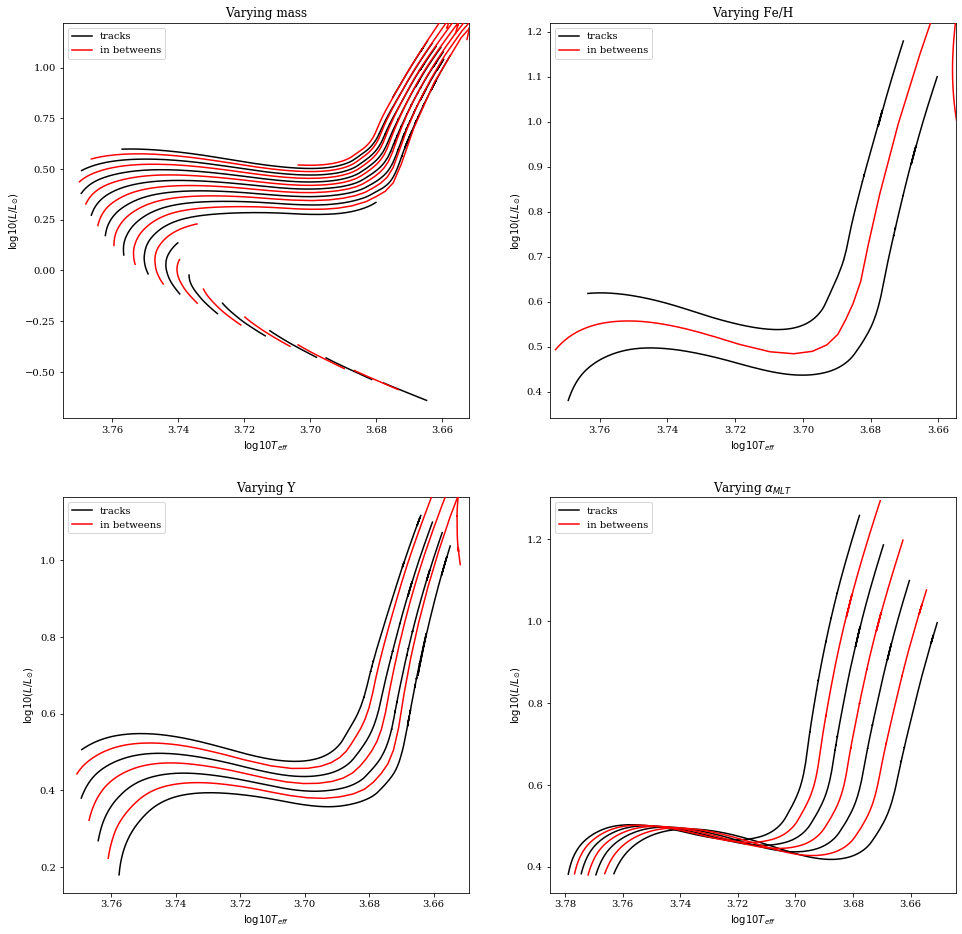 Varying mass
tracks
in betweens
1.00
0.75
0.50
0.25
0.00
−0.25
−0.50
log10(L/L⊙)
3.76 3.74 3.72 3.70 3.68 3.66
log10T_eff
Varying Fe/H
tracks
in betweens
1.2
1.1
1.0
0.9
0.8
0.7
0.6
0.5
0.4
log10(L/L⊙)
3.76 3.74 3.72 3.70 3.68 3.66
log10T_eff
Varying Y
tracks
in betweens
1.0
0.8
0.6
0.4
0.2
log10(L/L⊙)
3.76 3.74 3.72 3.70 3.68 3.66
log10T_eff
Varying α_MLT
tracks
in betweens
1.2
1.0
0.8
0.6
0.4
log10(L/L⊙)
3.78 3.76 3.74 3.72 3.70 3.68 3.66
log10T_eff